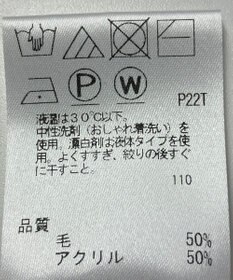 P W P22T
液温は30℃以下。
中性洗剤(おしゃれ着洗い)を
使用、漂白剤は液体タイプを使
用。よくすすぎ、絞りの後すぐ
に干すこと。
110
品質
毛 50%
アクリル 50%